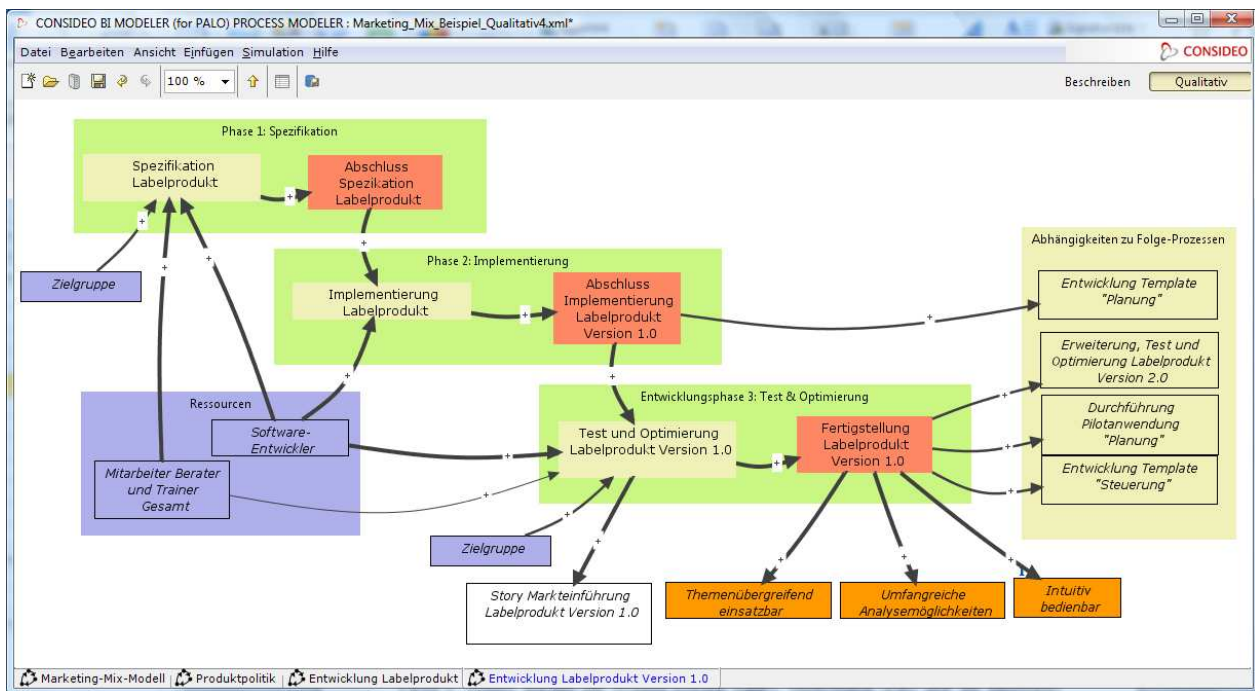 CONSIDEO BI MODELER (for PALO) PROCESS MODELER : Marketing_Mix_Beispiel_Qualitativ4.xml*
Datei Bearbeiten Ansicht Einfügen Simulation Hilfe
CONSIDEO
100 %
Beschreiben
Qualitativ
Phase 1: Spezifikation
Spezifikation
Labelprodukt
Abschluss
Spezikation
Labelprodukt
+
+
+
+
+
Zielgruppe
Phase 2: Implementierung
Implementierung
Labelprodukt
Abschluss
Implementierung
Labelprodukt
Version 1.0
+
+
+
+
Abhängigkeiten zu Folge-Prozessen
Entwicklung Template
"Planung"
Erweiterung, Test und
Optimierung Labelprodukt
Version 2.0
Durchführung
Pilotanwendung
"Planung"
Entwicklung Template
"Steuerung"
Ressourcen
Software-
Entwickler
Mitarbeiter Berater
und Trainer
Gesamt
Entwicklungsphase 3: Test & Optimierung
Test und Optimierung
Labelprodukt Version 1.0
Fertigstellung
Labelprodukt
Version 1.0
+
+
+
+
+
+
+
Zielgruppe
+
+
+
+
Story Markteinführung
Labelprodukt Version 1.0
Themenübergreifend
einsatzbar
Umfangreiche
Analysemöglichkeiten
Intuitiv
bedienbar
Marketing-Mix-Modell
Produktpolitik
Entwicklung Labelprodukt
Entwicklung Labelprodukt Version 1.0